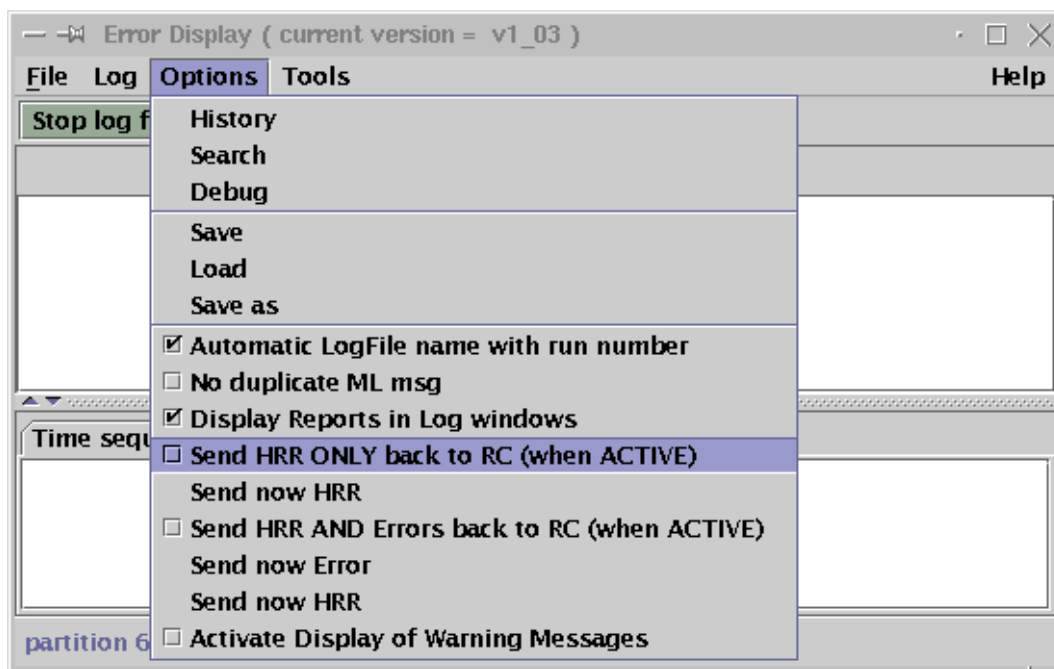 Error Display ( current version = v1_03 )
File Log Options Tools Help
Stop log f
History
Search
Debug
Save
Load
Save as
Automatic LogFile name with run number
No duplicate ML msg
Display Reports in Log windows
Time sequ
Send HRR ONLY back to RC (when ACTIVE)
Send now HRR
Send HRR AND Errors back to RC (when ACTIVE)
Send now Error
Send now HRR
partition 6
Activate Display of Warning Messages